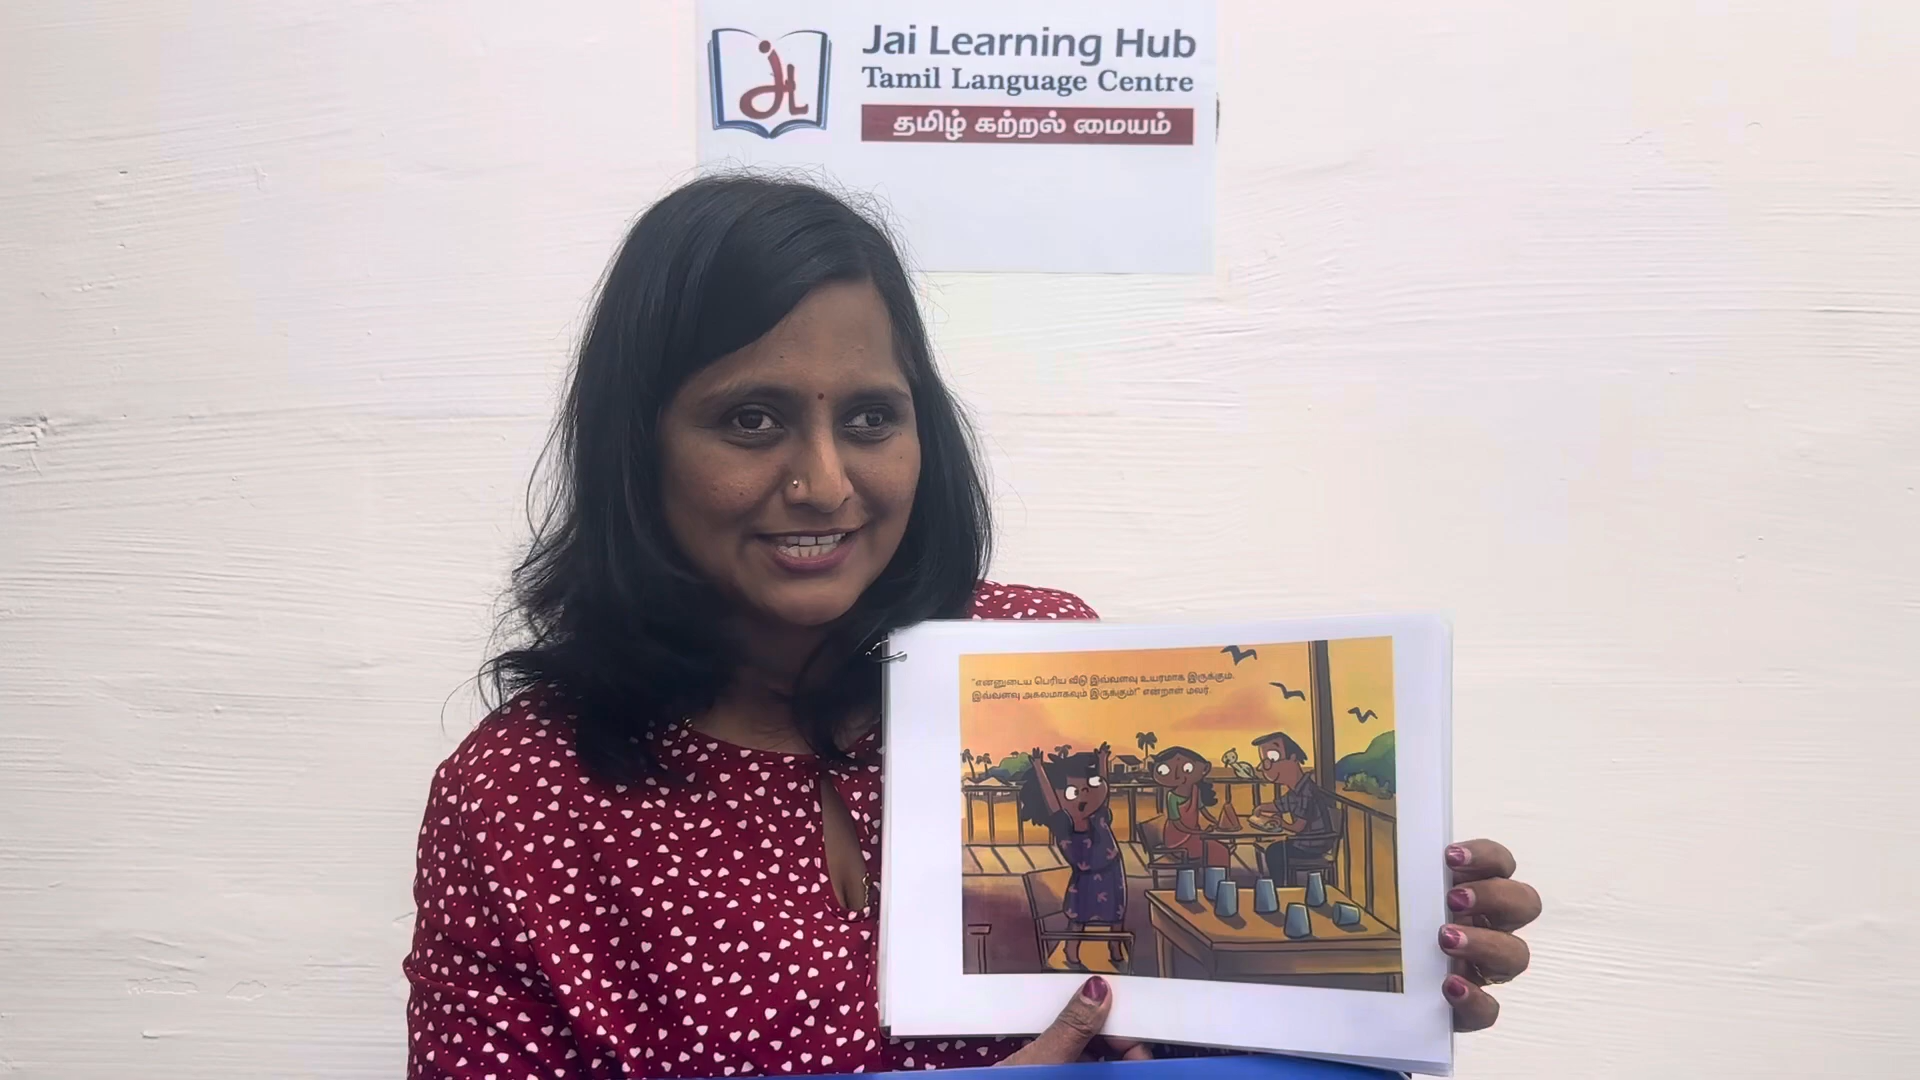 Jai Learning Hub
Tamil Language Centre
தமிழ் கற்றல் மையம்
"என்னுடைய பெரிய வீடு இவ்வளவு உயரமாக இருக்கும்.
இவ்வளவு அகலமாகவும் இருக்கும்!" என்றாள் மலர்.